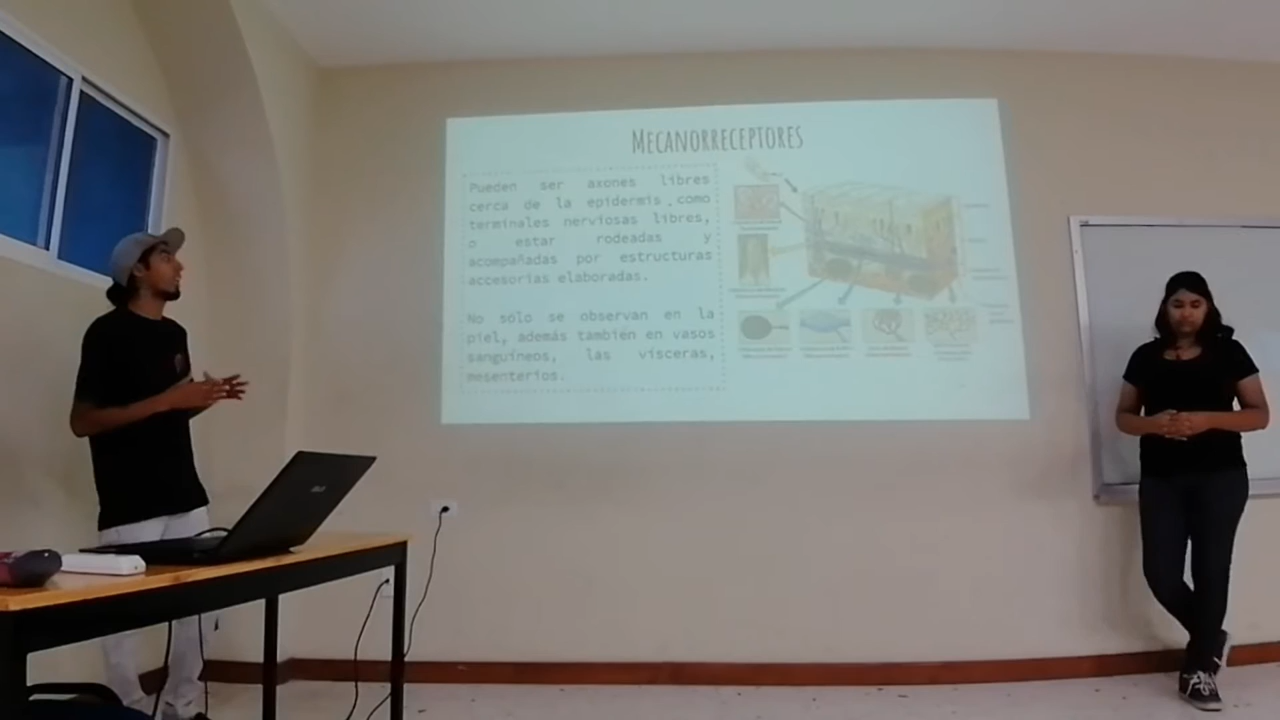 MECANORRECEPTORES
Pueden ser axones libres
cerca de la epidermis como
terminales nerviosas libres,
o estar rodeadas y
acompañadas por estructuras
accesorias elaboradas.
No sólo se observan en la
piel, además también en vasos
sanguíneos, las vísceras,
mesenterios.